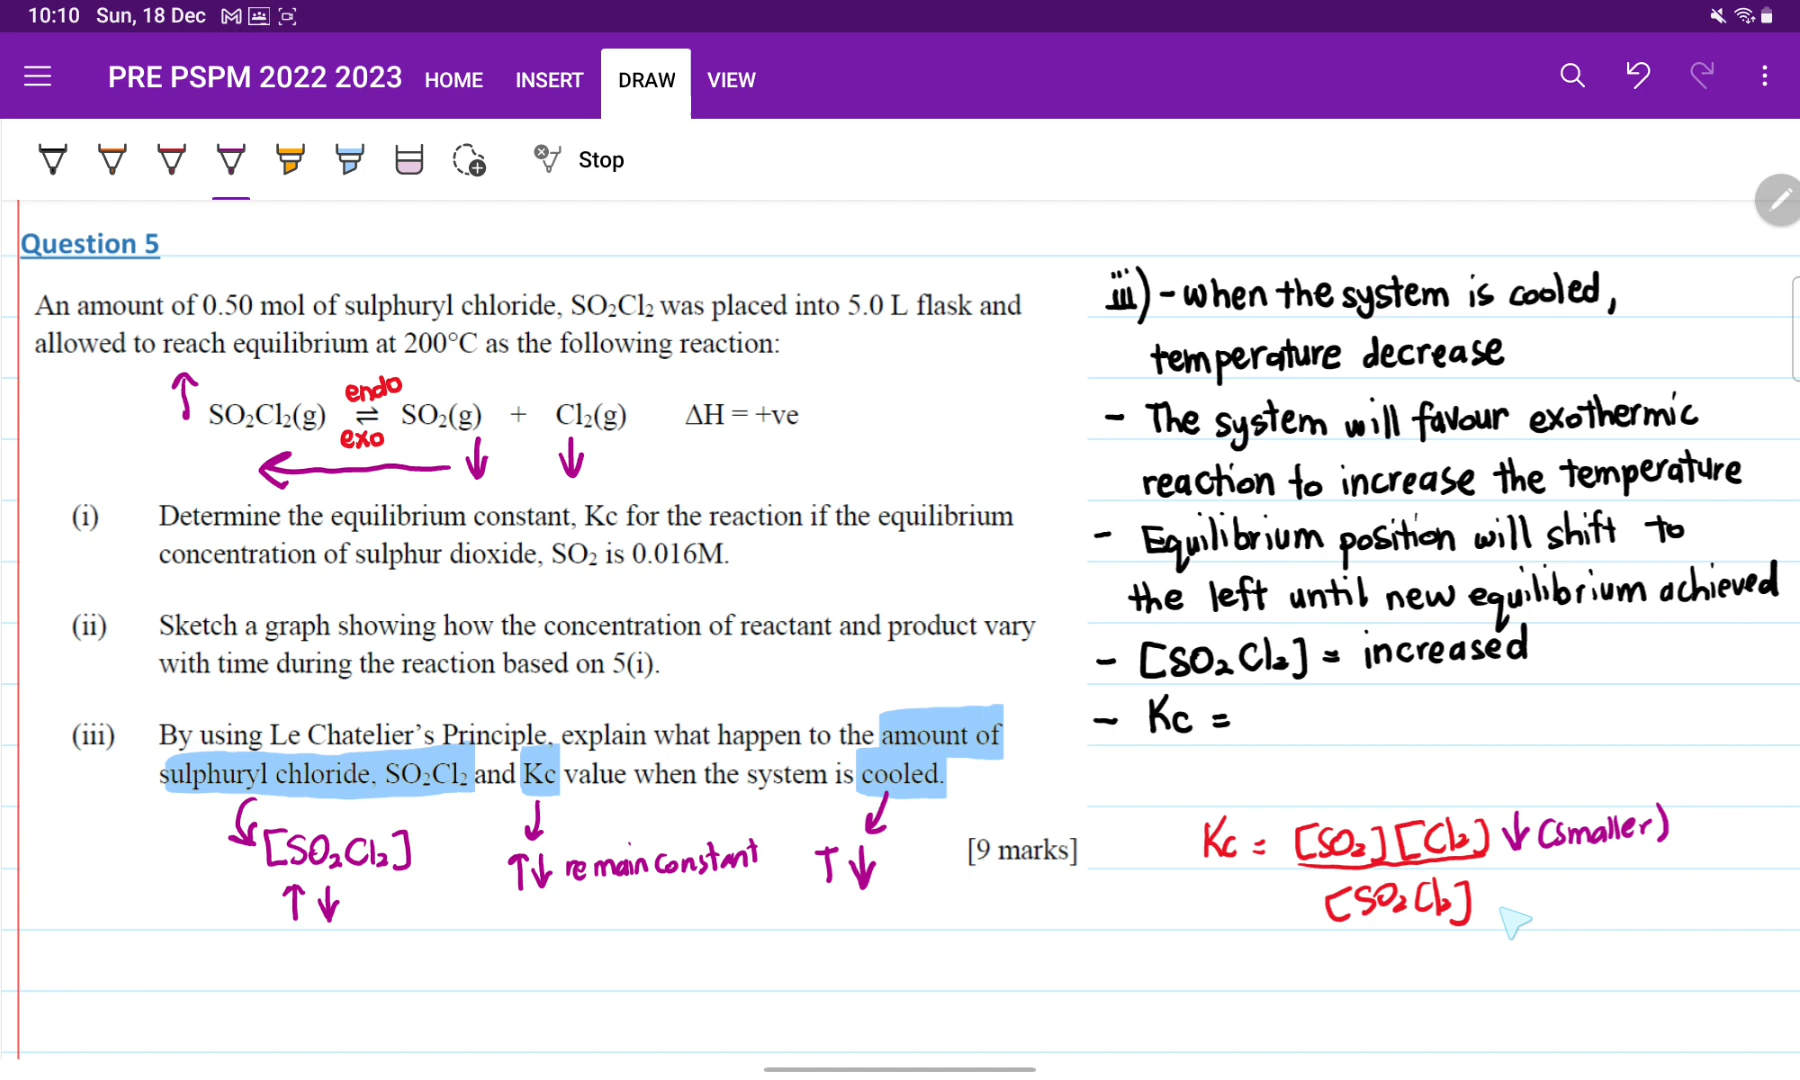 10:10 Sun, 18 Dec
PRE PSPM 2022 2023 HOME INSERT DRAW VIEW
Stop
Question 5
An amount of 0.50 mol of sulphuryl chloride, SO₂Cl₂ was placed into 5.0 L flask and
allowed to reach equilibrium at 200°C as the following reaction:
endo
↑ SO₂Cl₂(g) ⇌ SO₂(g) + Cl₂(g) ΔH = +ve
exo
← ↓ ↓
(i) Determine the equilibrium constant, Kc for the reaction if the equilibrium
concentration of sulphur dioxide, SO₂ is 0.016M.
(ii) Sketch a graph showing how the concentration of reactant and product vary
with time during the reaction based on 5(i).
(iii) By using Le Chatelier's Principle, explain what happen to the amount of
sulphuryl chloride, SO₂Cl₂ and Kc value when the system is cooled.
[SO₂Cl₂]
↑↓
↑↓ remain constant
↑↓
[9 marks]
iii) - when the system is cooled,
temperature decrease
- The system will favour exothermic
reaction to increase the temperature
- Equilibrium position will shift to
the left until new equilibrium achieved
- [SO₂Cl₂] = increased
- Kc =
Kc = [SO₂][Cl₂] ↓ (smaller)
[SO₂Cl₂]